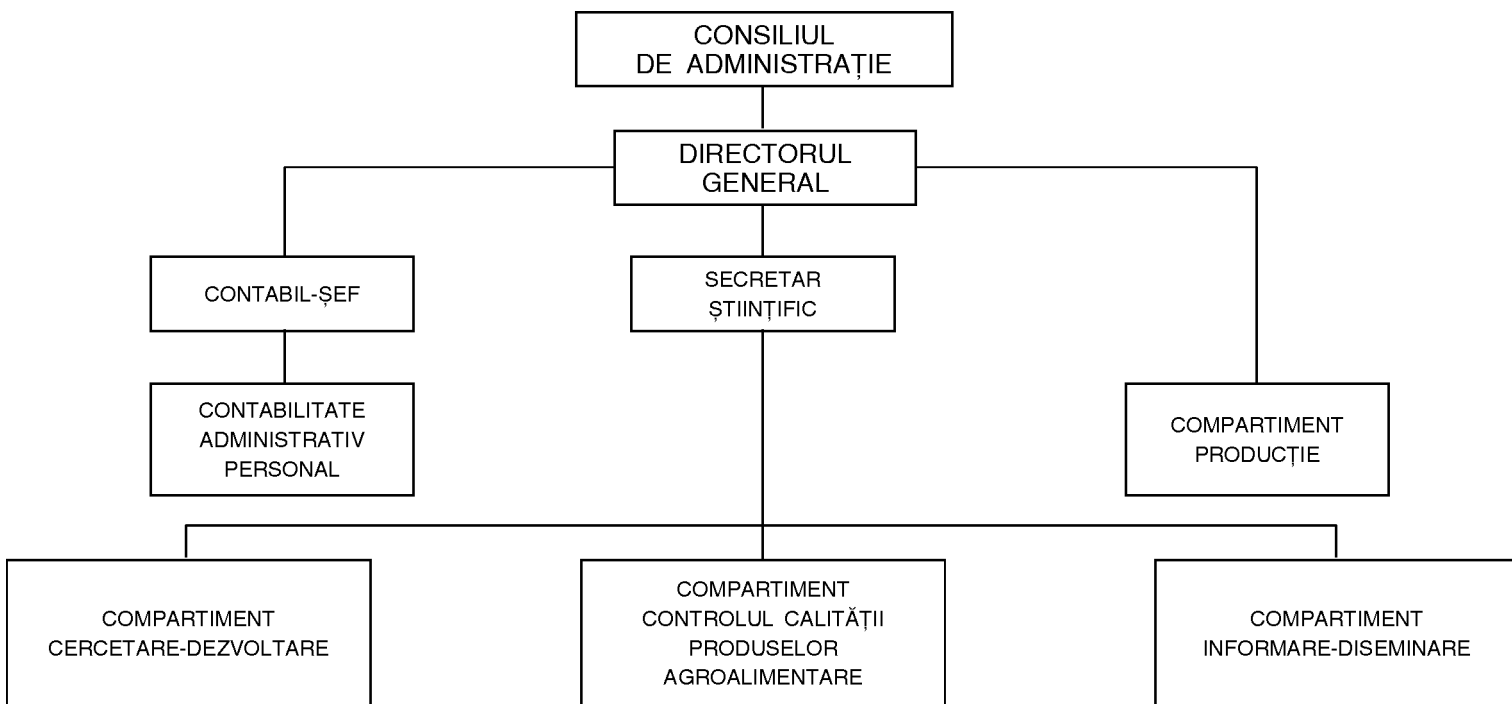 CONSILIUL
DE ADMINISTRAȚIE
DIRECTORUL
GENERAL
CONTABIL-ȘEF
SECRETAR
ȘTIINȚIFIC
CONTABILITATE
ADMINISTRATIV
PERSONAL
COMPARTIMENT
PRODUCȚIE
COMPARTIMENT
CERCETARE-DEZVOLTARE
COMPARTIMENT
CONTROLUL CALITĂȚII
PRODUSELOR
AGROALIMENTARE
COMPARTIMENT
INFORMARE-DISEMINARE